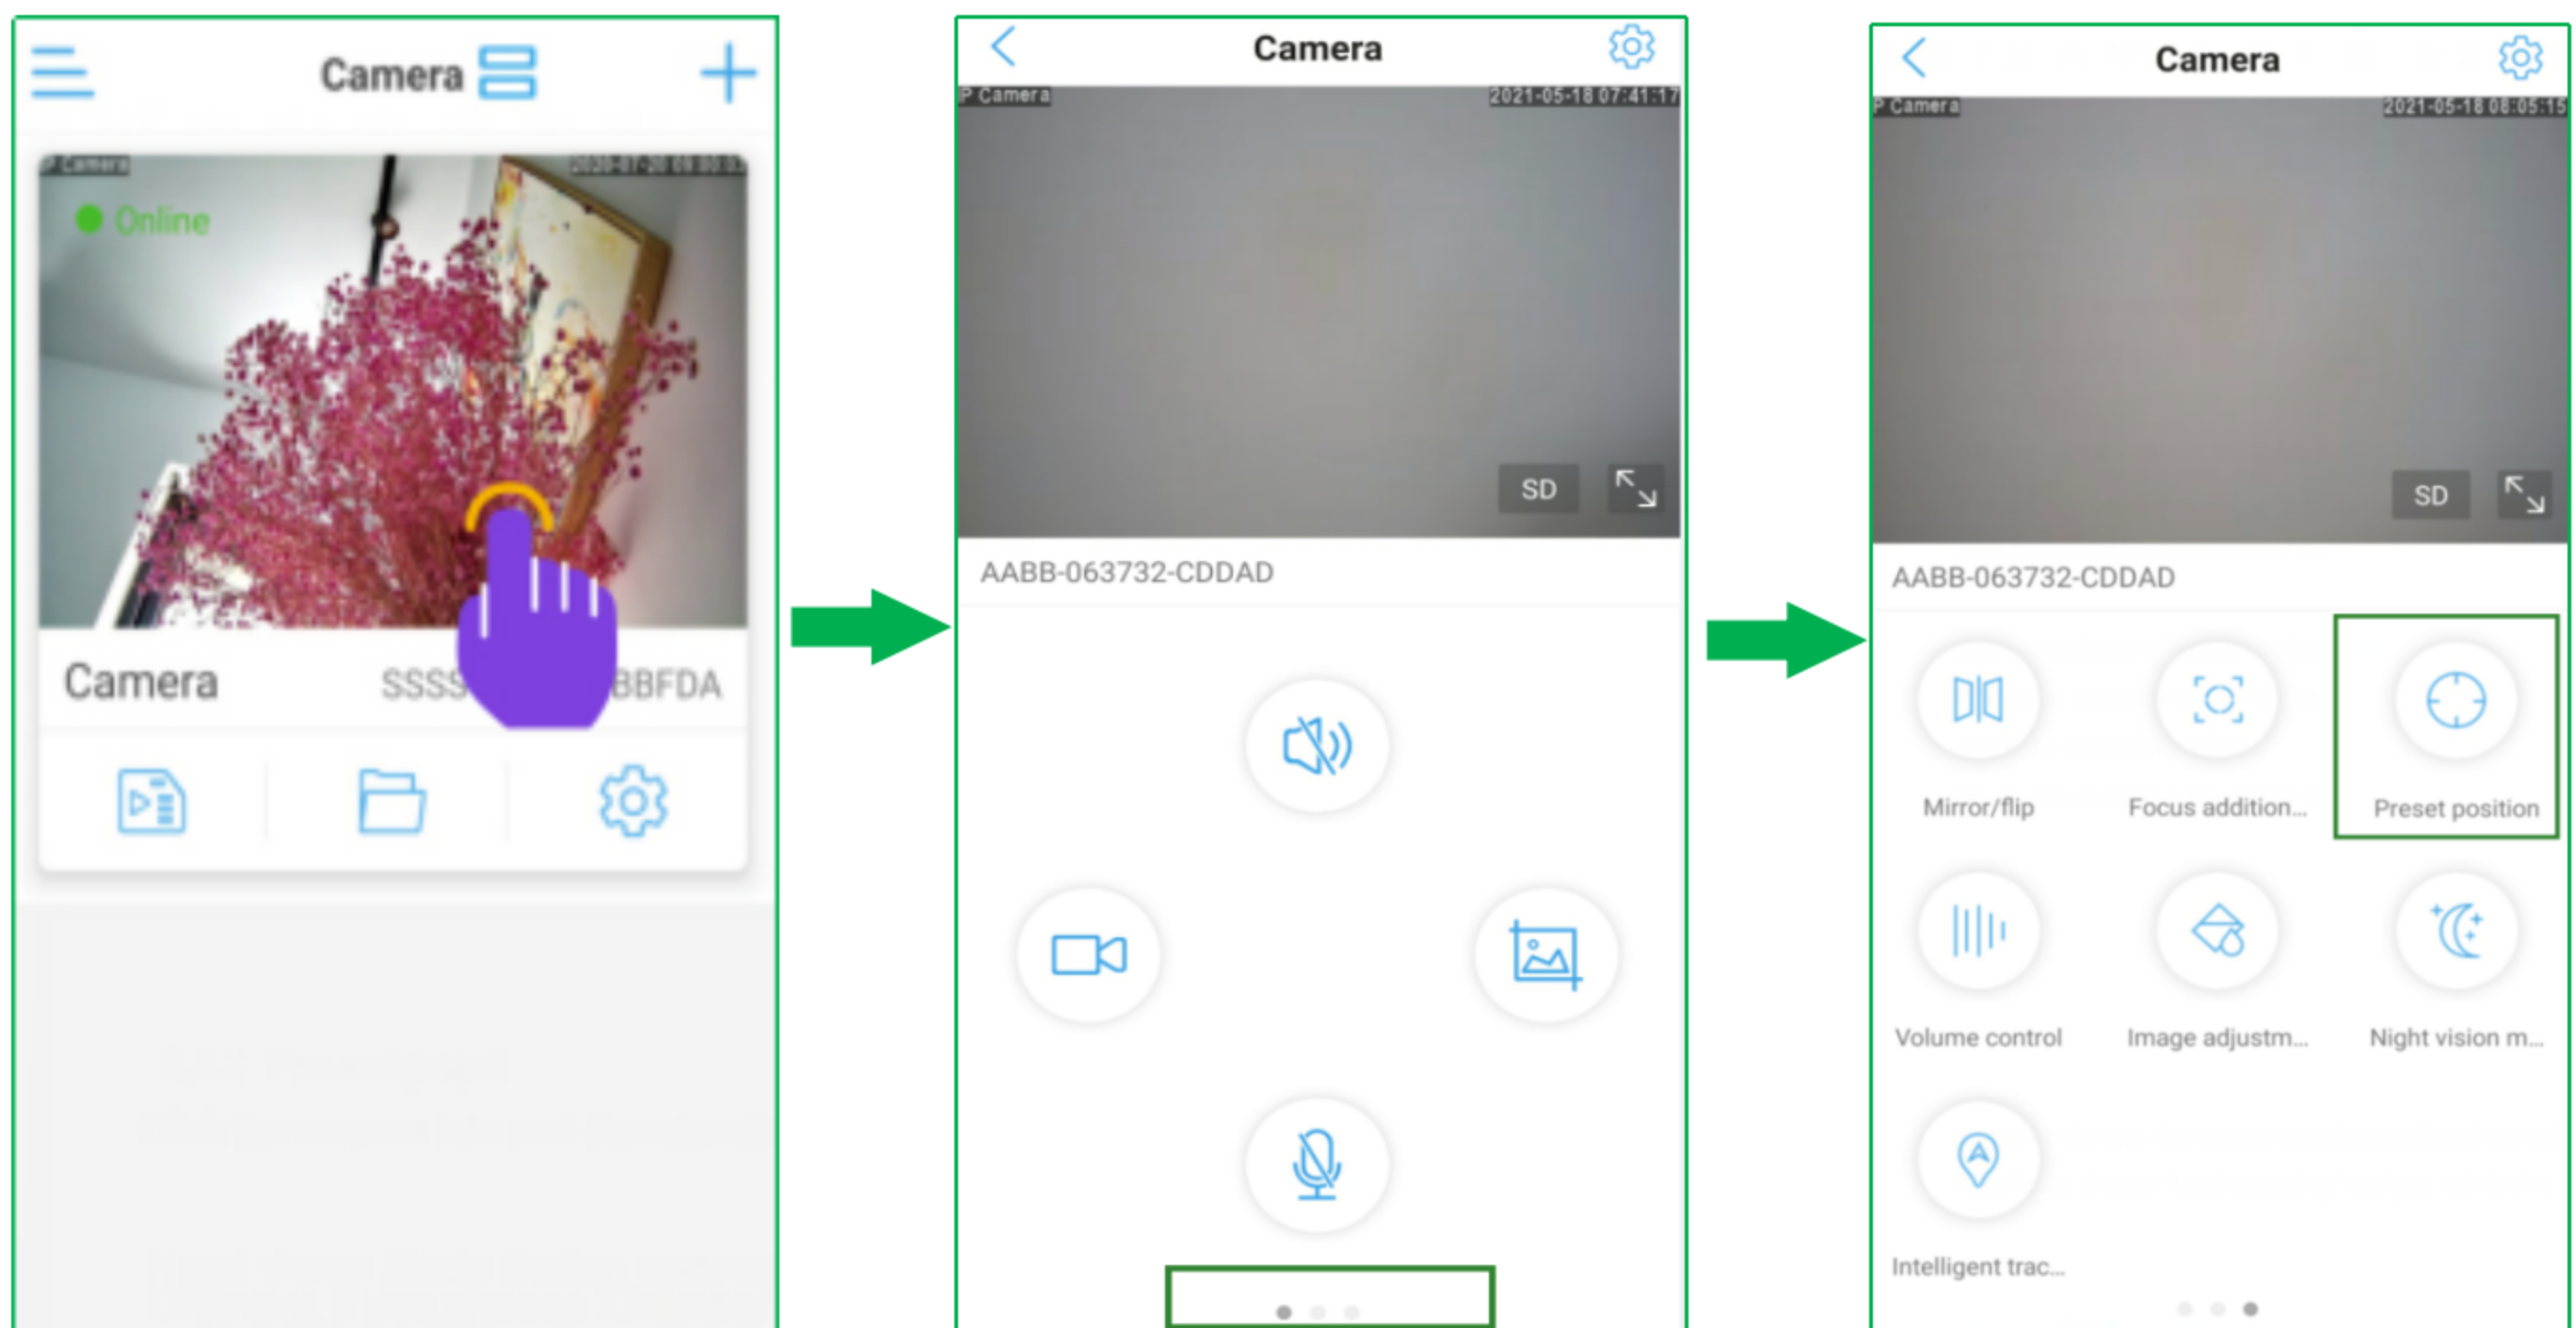 Camera
P Camera
Online
Camera
SSSS
BBFDA
Camera
P Camera 2021-05-18 07:41:17
SD
AABB-063732-CDDAD
Camera
P Camera 2021-05-18 08:05:15
SD
AABB-063732-CDDAD
Mirror/flip Focus addition... Preset position
Volume control Image adjustm... Night vision m...
Intelligent trac...